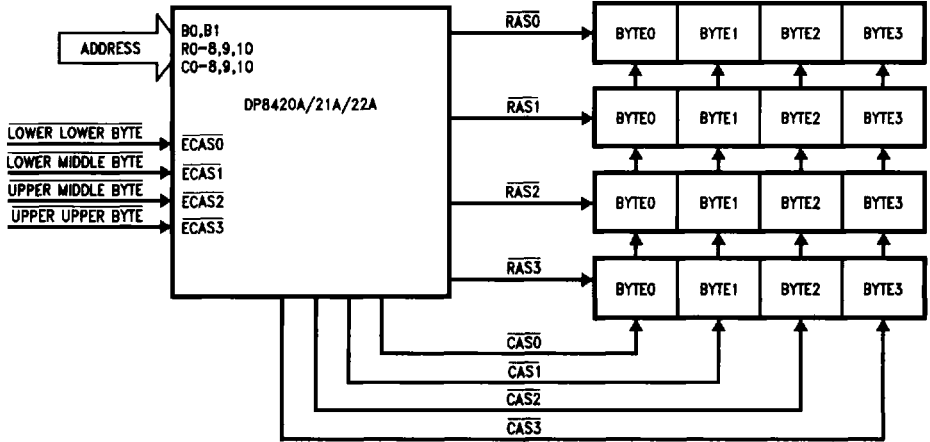 ADDRESS
B0,B1
R0-8,9,10
C0-8,9,10
DP8420A/21A/22A
LOWER LOWER BYTE
LOWER MIDDLE BYTE
UPPER MIDDLE BYTE
UPPER UPPER BYTE
ECAS0
ECAS1
ECAS2
ECAS3
RAS0
BYTE0 BYTE1 BYTE2 BYTE3
RAS1
BYTE0 BYTE1 BYTE2 BYTE3
RAS2
BYTE0 BYTE1 BYTE2 BYTE3
RAS3
BYTE0 BYTE1 BYTE2 BYTE3
CAS0
CAS1
CAS2
CAS3